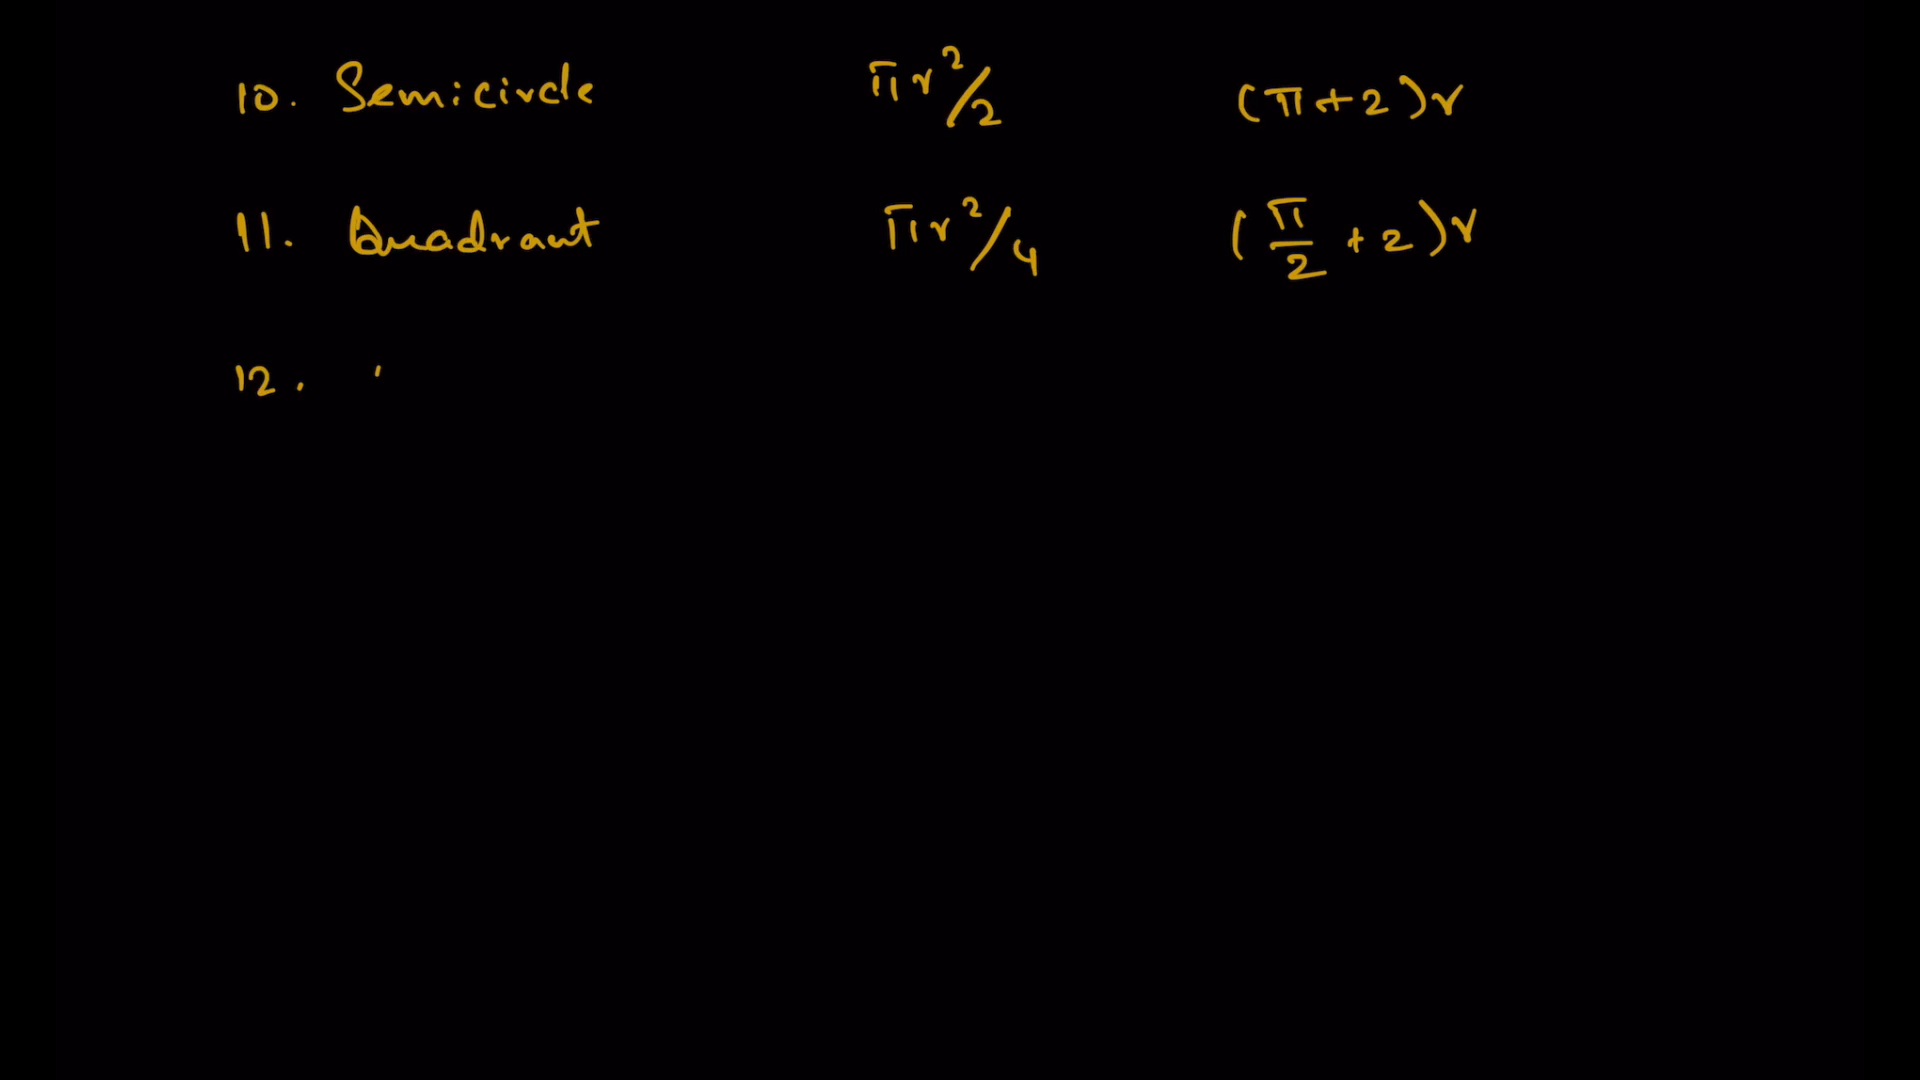 10. Semicircle πr²/2 (π+2)r
11. Quadrant πr²/4 (π/2 + 2)r
12.